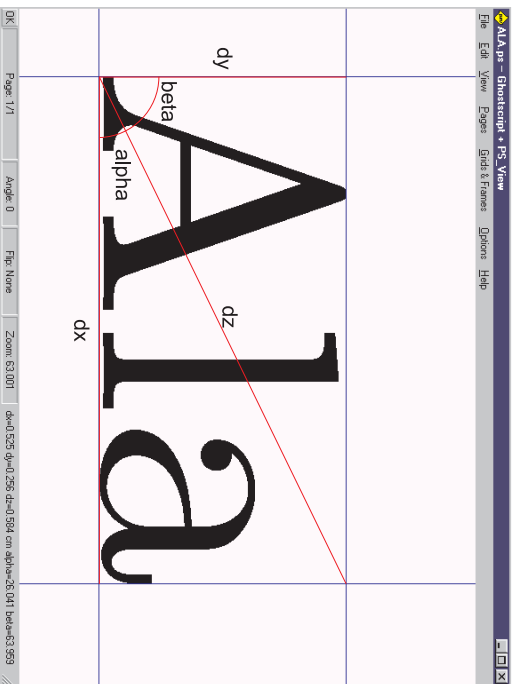 ALA.ps – Ghostscript + PS_View
File Edit View Pages Grids & Frames Options Help
dy
beta
alpha
dz
dx
Ala
OK Page: 1/1 Angle: 0 Flip: None Zoom: 63.001 dx=0.525 dy=0.256 dz=0.584 cm alpha=26.041 beta=63.959